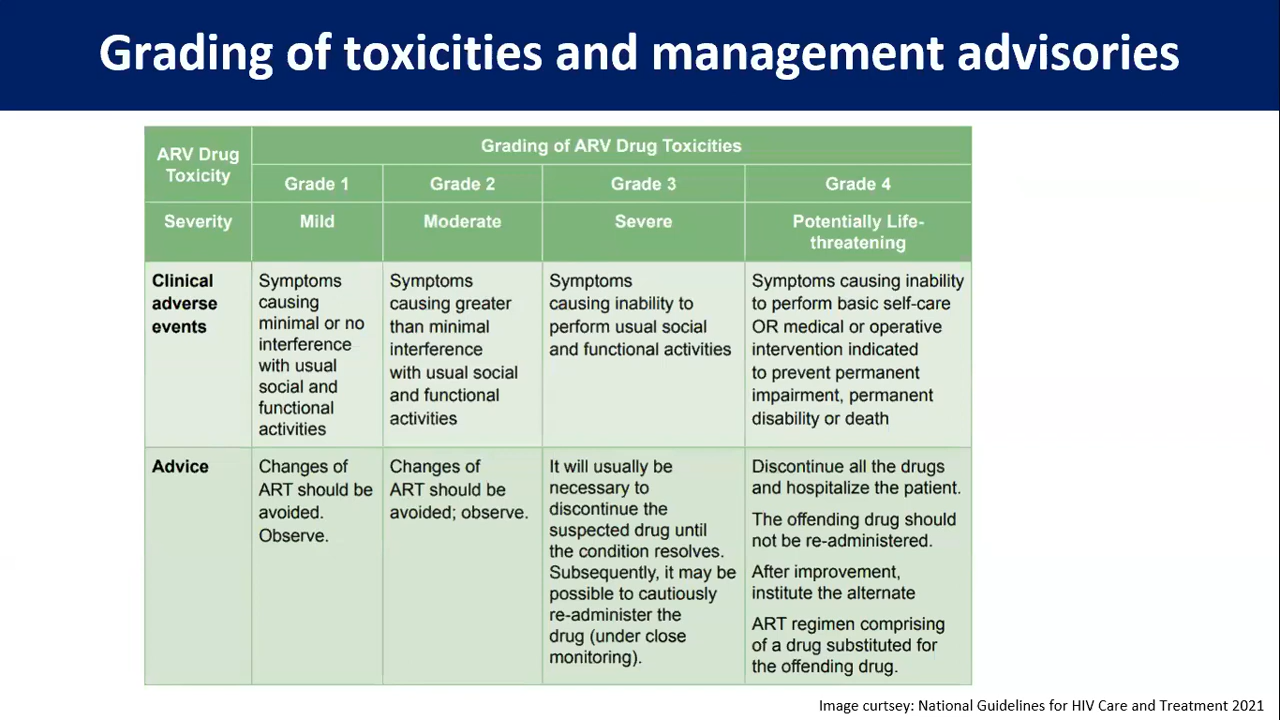 Grading of toxicities and management advisories
ARV Drug
Toxicity
Grading of ARV Drug Toxicities
Grade 1
Grade 2
Grade 3
Grade 4
Severity
Mild
Moderate
Severe
Potentially Life-
threatening
Clinical
adverse
events
Symptoms
causing
minimal or no
interference
with usual
social and
functional
activities
Symptoms
causing greater
than minimal
interference
with usual social
and functional
activities
Symptoms
causing inability to
perform usual social
and functional activities
Symptoms causing inability
to perform basic self-care
OR medical or operative
intervention indicated
to prevent permanent
impairment, permanent
disability or death
Advice
Changes of
ART should be
avoided.
Observe.
Changes of
ART should be
avoided; observe.
It will usually be
necessary to
discontinue the
suspected drug until
the condition resolves.
Subsequently, it may be
possible to cautiously
re-administer the
drug (under close
monitoring).
Discontinue all the drugs
and hospitalize the patient.
The offending drug should
not be re-administered.
After improvement,
institute the alternate
ART regimen comprising
of a drug substituted for
the offending drug.
Image curtsey: National Guidelines for HIV Care and Treatment 2021